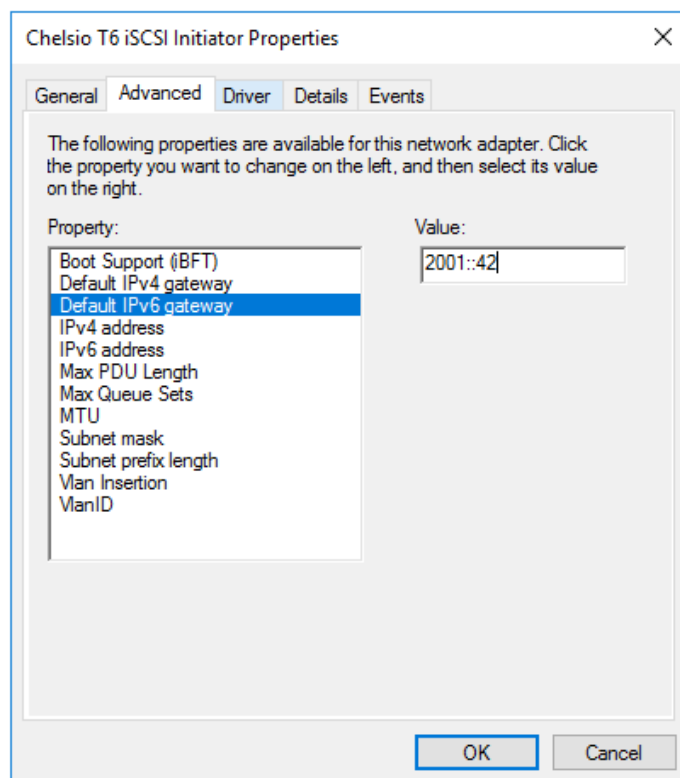 Chelsio T6 iSCSI Initiator Properties
General Advanced Driver Details Events
The following properties are available for this network adapter. Click
the property you want to change on the left, and then select its value
on the right.
Property:
Value:
Boot Support (iBFT)
2001::42
Default IPv4 gateway
Default IPv6 gateway
IPv4 address
IPv6 address
Max PDU Length
Max Queue Sets
MTU
Subnet mask
Subnet prefix length
Vlan Insertion
VlanID
OK
Cancel